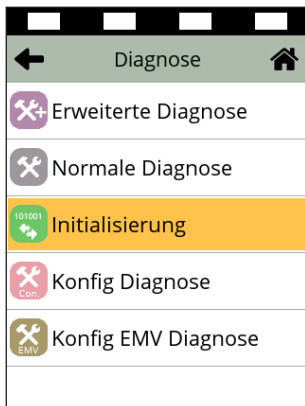 Diagnose
Erweiterte Diagnose
Normale Diagnose
101001
Initialisierung
Con.
Konfig Diagnose
EMV
Konfig EMV Diagnose